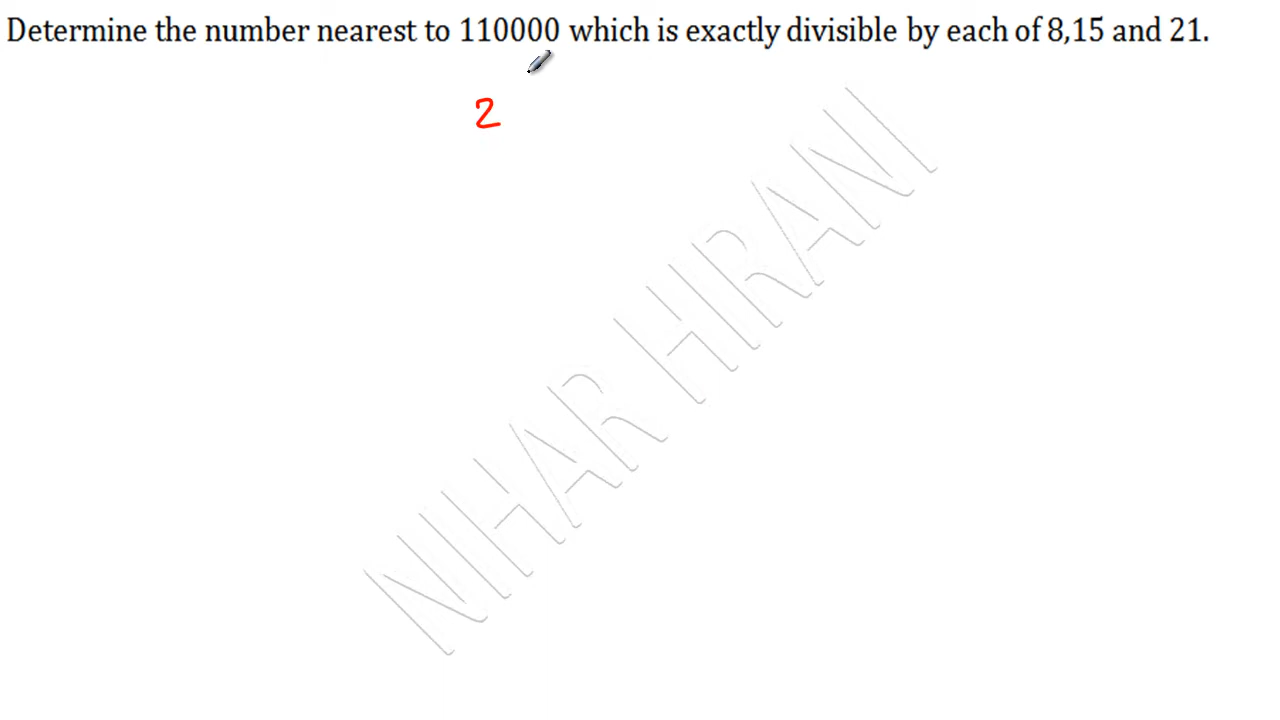 Determine the number nearest to 110000 which is exactly divisible by each of 8,15 and 21.
2
NIHAR HIRANI